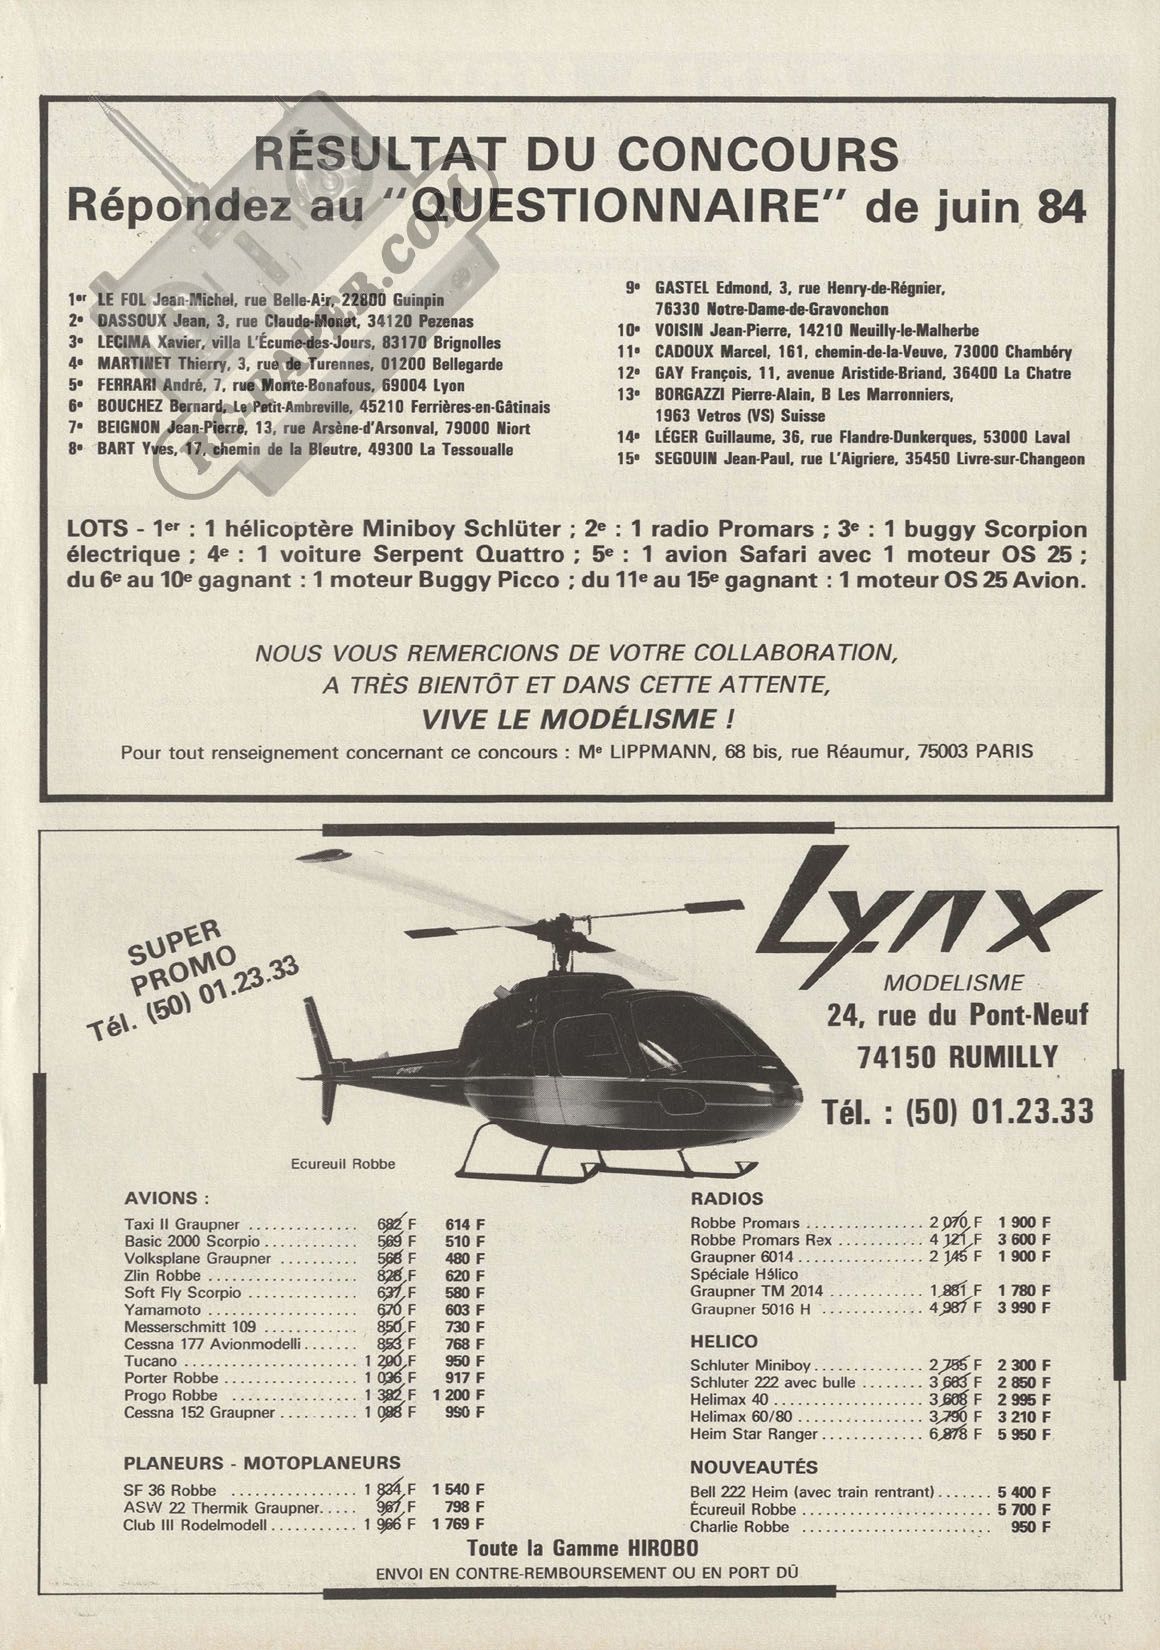 RÉSULTAT DU CONCOURS
Répondez au "QUESTIONNAIRE" de juin 84
RC-PAPER.COM
1er LE FOL Jean-Michel, rue Belle-Air, 22800 Guinpin
2e DASSOUX Jean, 3, rue Claude-Monet, 34120 Pezenas
3e LECIMA Xavier, villa L'Écume-des-Jours, 83170 Brignolles
4e MARTINET Thierry, 3, rue de Turennes, 01200 Bellegarde
5e FERRARI André, 7, rue Monte-Bonafous, 69004 Lyon
6e BOUCHEZ Bernard, Le Petit-Ambreville, 45210 Ferrières-en-Gâtinais
7e BEIGNON Jean-Pierre, 13, rue Arsène-d'Arsonval, 79000 Niort
8e BART Yves, 17, chemin de la Bleutre, 49300 La Tessoualle
9e GASTEL Edmond, 3, rue Henry-de-Régnier,
76330 Notre-Dame-de-Gravonchon
10e VOISIN Jean-Pierre, 14210 Neuilly-le-Malherbe
11e CADOUX Marcel, 161, chemin-de-la-Veuve, 73000 Chambéry
12e GAY François, 11, avenue Aristide-Briand, 36400 La Chatre
13e BORGAZZI Pierre-Alain, B Les Marronniers,
1963 Vetros (VS) Suisse
14e LÉGER Guillaume, 36, rue Flandre-Dunkerques, 53000 Laval
15e SEGOUIN Jean-Paul, rue L'Aigriere, 35450 Livre-sur-Changeon
LOTS - 1er : 1 hélicoptère Miniboy Schlüter ; 2e : 1 radio Promars ; 3e : 1 buggy Scorpion
électrique ; 4e : 1 voiture Serpent Quattro ; 5e : 1 avion Safari avec 1 moteur OS 25 ;
du 6e au 10e gagnant : 1 moteur Buggy Picco ; du 11e au 15e gagnant : 1 moteur OS 25 Avion.
NOUS VOUS REMERCIONS DE VOTRE COLLABORATION,
A TRÈS BIENTÔT ET DANS CETTE ATTENTE,
VIVE LE MODÉLISME !
Pour tout renseignement concernant ce concours : Me LIPPMANN, 68 bis, rue Réaumur, 75003 PARIS
SUPER
PROMO
Tél. (50) 01.23.33
Lynx
MODELISME
24, rue du Pont-Neuf
74150 RUMILLY
Tél. : (50) 01.23.33
Ecureuil Robbe
AVIONS :
Taxi II Graupner .............. 682 F 614 F
Basic 2000 Scorpio ............ 569 F 510 F
Volksplane Graupner .......... 568 F 480 F
Zlin Robbe ................... 828 F 620 F
Soft Fly Scorpio .............. 637 F 580 F
Yamamoto ................... 670 F 603 F
Messerschmitt 109 ............ 850 F 730 F
Cessna 177 Avionmodelli ....... 853 F 768 F
Tucano ...................... 1 200 F 950 F
Porter Robbe ................. 1 036 F 917 F
Progo Robbe ................ 1 382 F 1 200 F
Cessna 152 Graupner .......... 1 088 F 990 F
PLANEURS - MOTOPLANEURS
SF 36 Robbe ................ 1 834 F 1 540 F
ASW 22 Thermik Graupner..... 967 F 798 F
Club III Rodelmodell ........... 1 966 F 1 769 F
RADIOS
Robbe Promars ............... 2 070 F 1 900 F
Robbe Promars Rex ........... 4 121 F 3 600 F
Graupner 6014 ................ 2 145 F 1 900 F
Spéciale Hélico
Graupner TM 2014 ............ 1 981 F 1 780 F
Graupner 5016 H ............. 4 987 F 3 990 F
HELICO
Schluter Miniboy .............. 2 755 F 2 300 F
Schluter 222 avec bulle ........ 3 663 F 2 850 F
Helimax 40 ................... 3 608 F 2 995 F
Helimax 60/80 ................ 3 790 F 3 210 F
Heim Star Ranger ............. 6 878 F 5 950 F
NOUVEAUTÉS
Bell 222 Heim (avec train rentrant) ....... 5 400 F
Écureuil Robbe ........................ 5 700 F
Charlie Robbe ......................... 950 F
Toute la Gamme HIROBO
ENVOI EN CONTRE-REMBOURSEMENT OU EN PORT DÛ